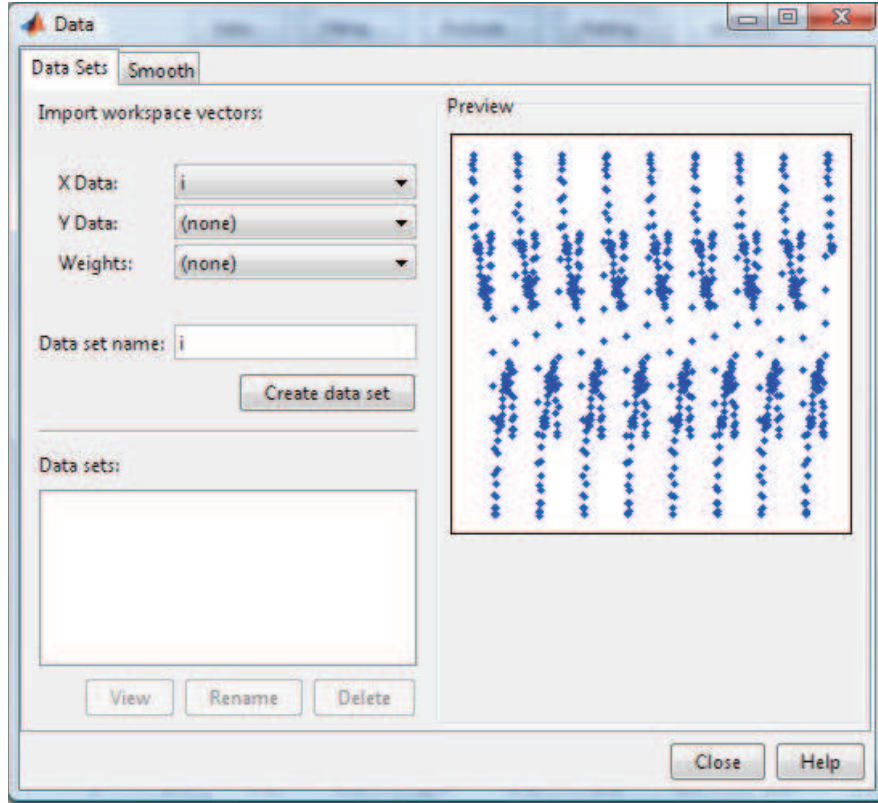 Data
Data Sets
Smooth
Import workspace vectors:
X Data:
i
Y Data:
(none)
Weights:
(none)
Data set name:
i
Create data set
Data sets:
View
Rename
Delete
Preview
Close
Help